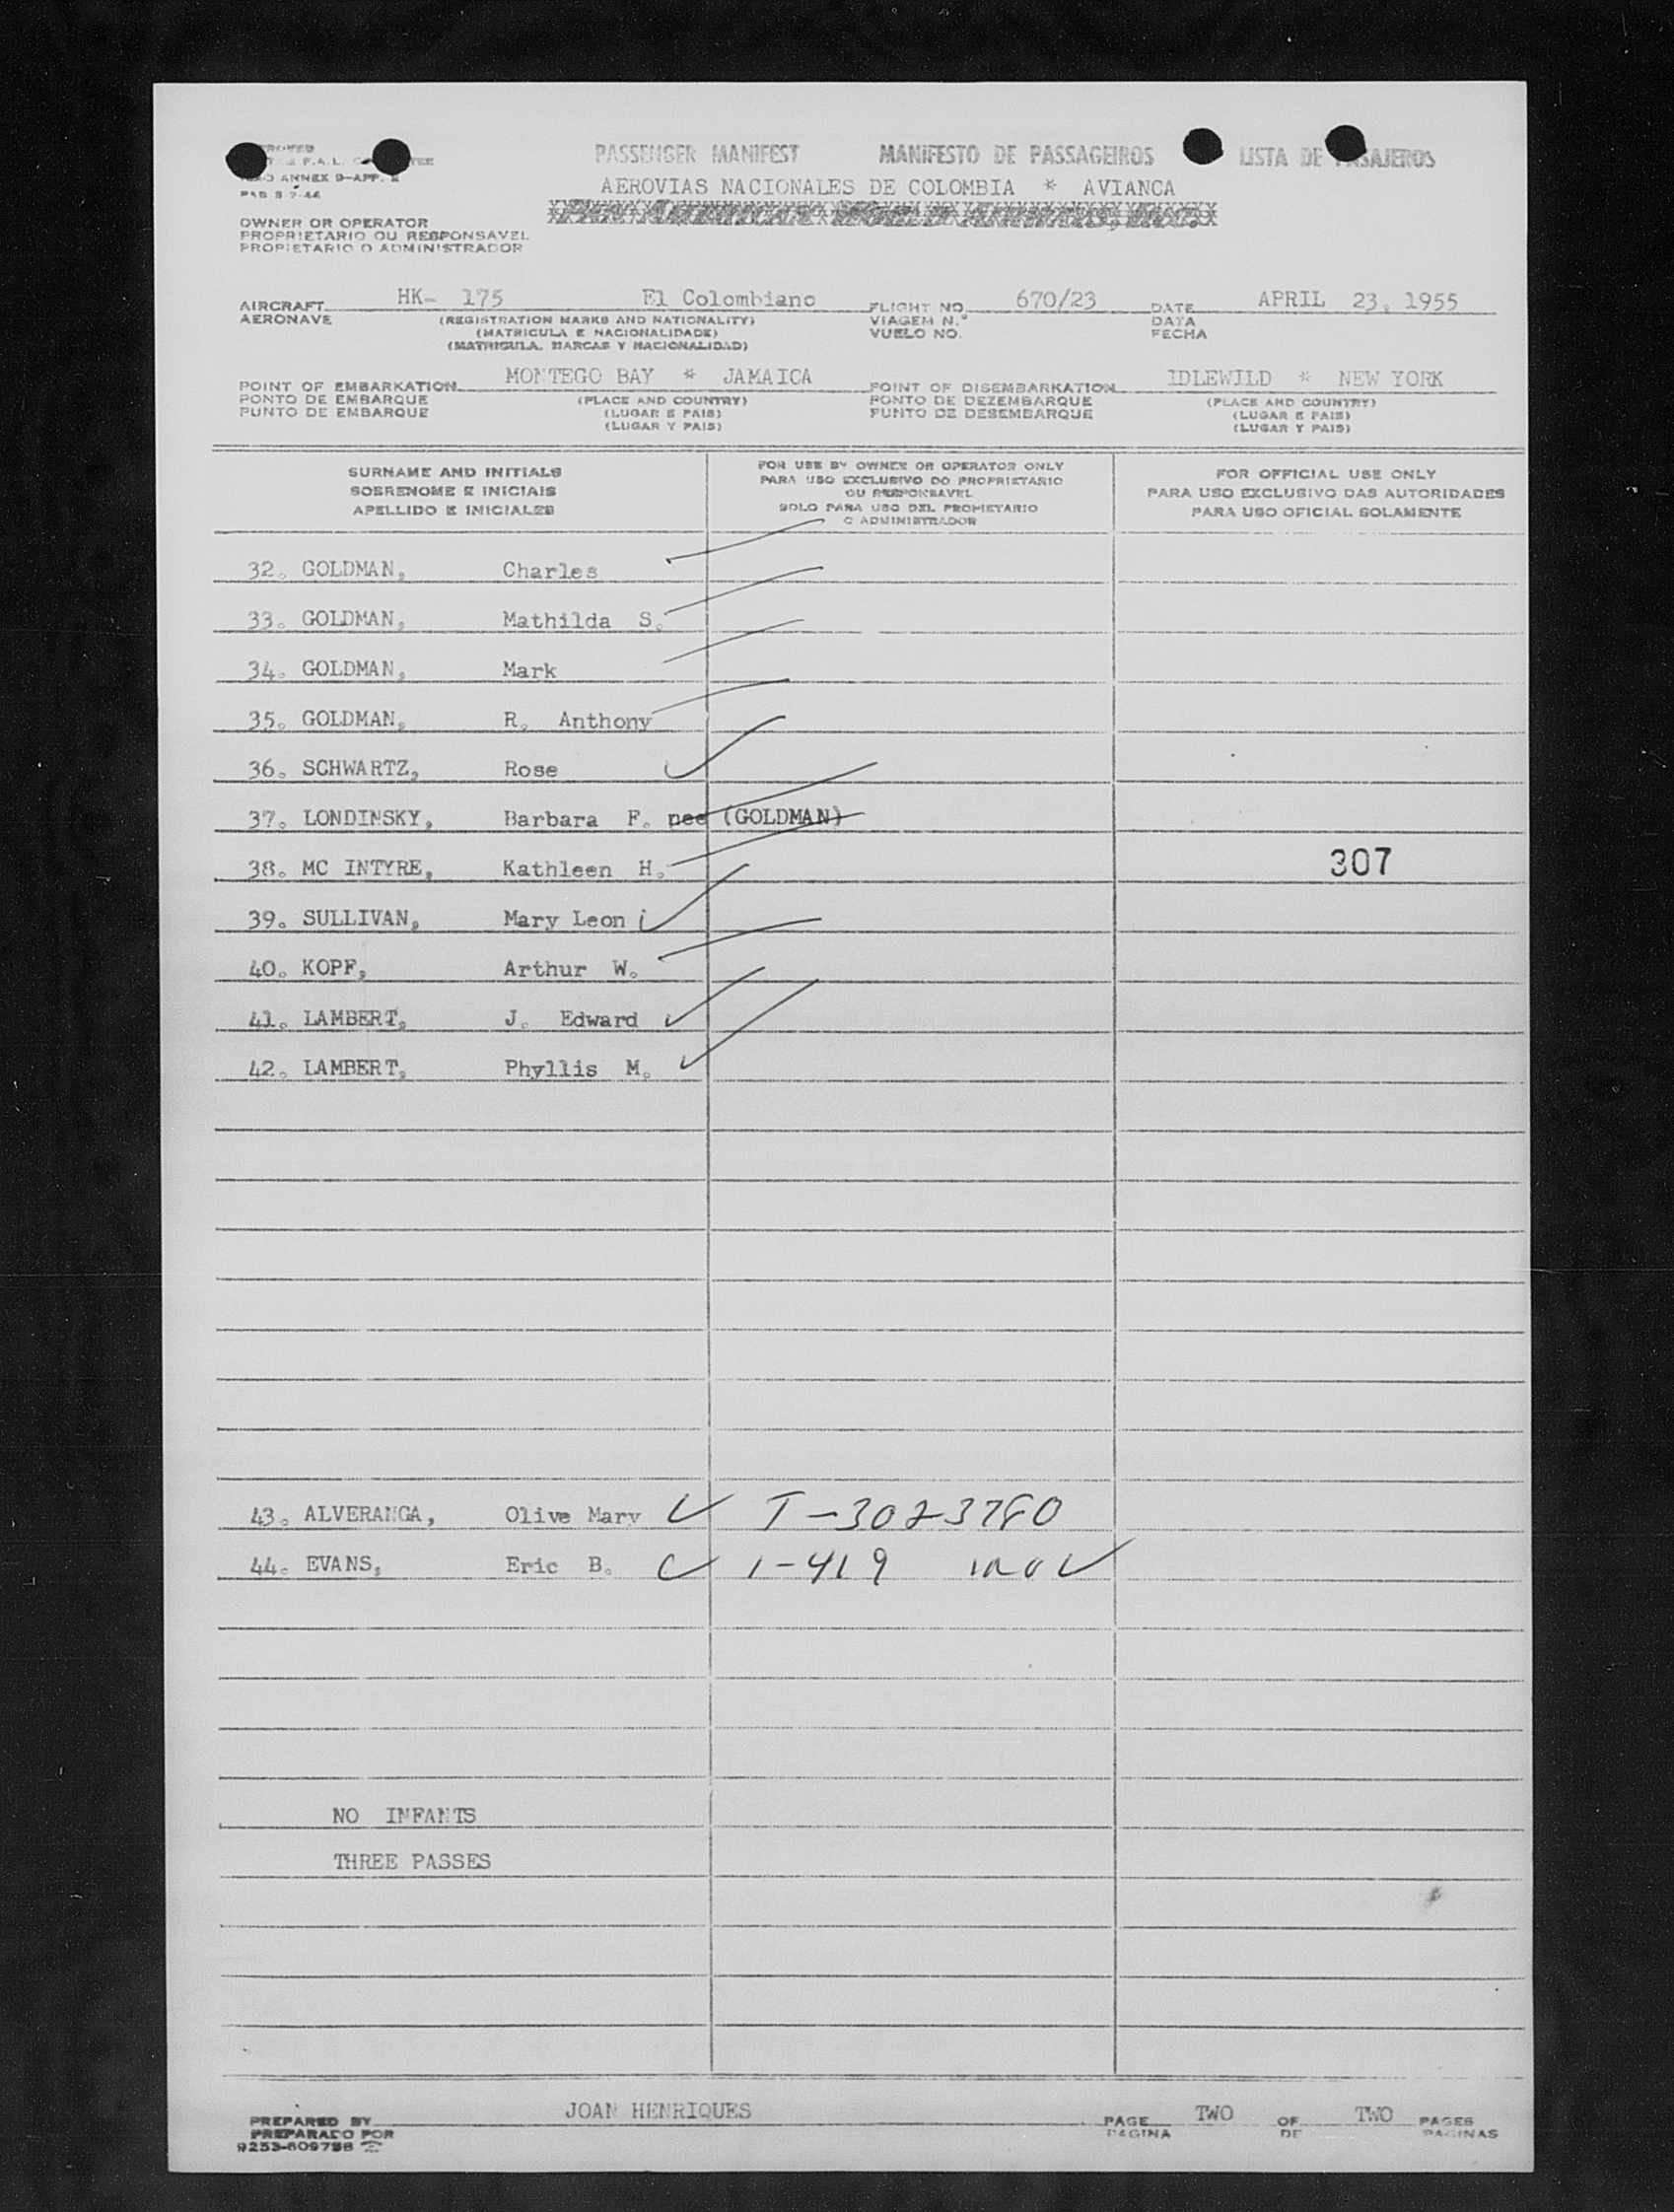 PASSENGER MANIFEST MANIFESTO DE PASSAGEIROS LISTA DE PASAJEROS
F.A.L.
ANNEX 9-APP.
AEROVIAS NACIONALES DE COLOMBIA * AVIANCA
OWNER OR OPERATOR
PROPRIETARIO OU RESPONSAVEL
PROPIETARIO O ADMINISTRADOR
AIRCRAFT HK- 175 El Colombiano FLIGHT NO. 670/23 DATE APRIL 23, 1955
AERONAVE (REGISTRATION MARKS AND NATIONALITY) VIAGEM N.º DATA
(MATRICULA E NACIONALIDADE) VUELO NO. FECHA
(MATRICULA, MARCAS Y NACIONALIDAD)
POINT OF EMBARKATION MONTEGO BAY * JAMAICA POINT OF DISEMBARKATION IDLEWILD * NEW YORK
PONTO DE EMBARQUE (PLACE AND COUNTRY) PONTO DE DEZEMBARQUE (PLACE AND COUNTRY)
PUNTO DE EMBARQUE (LUGAR E PAIS) PUNTO DE DESEMBARQUE (LUGAR E PAIS)
(LUGAR Y PAIS) (LUGAR Y PAIS)
SURNAME AND INITIALS
SOBRENOME E INICIAIS
APELLIDO E INICIALES
FOR USE BY OWNER OR OPERATOR ONLY
PARA USO EXCLUSIVO DO PROPRIETARIO
OU RESPONSAVEL
SOLO PARA USO DEL PROPIETARIO
O ADMINISTRADOR
FOR OFFICIAL USE ONLY
PARA USO EXCLUSIVO DAS AUTORIDADES
PARA USO OFICIAL SOLAMENTE
32. GOLDMAN, Charles
33. GOLDMAN, Mathilda S.
34. GOLDMAN, Mark
35. GOLDMAN, R. Anthony
36. SCHWARTZ, Rose
37. LONDINSKY, Barbara F. nee (GOLDMAN)
38. MC INTYRE, Kathleen H. 307
39. SULLIVAN, Mary Leon
40. KOPF, Arthur W.
41. LAMBERT, J. Edward
42. LAMBERT, Phyllis M.
43. ALVERANGA, Olive Mary T-3023780
44. EVANS, Eric B. 1-419
NO INFANTS
THREE PASSES
PREPARED BY JOAN HENRIQUES PAGE TWO OF TWO PAGES
PREPARADO POR PAGINA DE PAGINAS